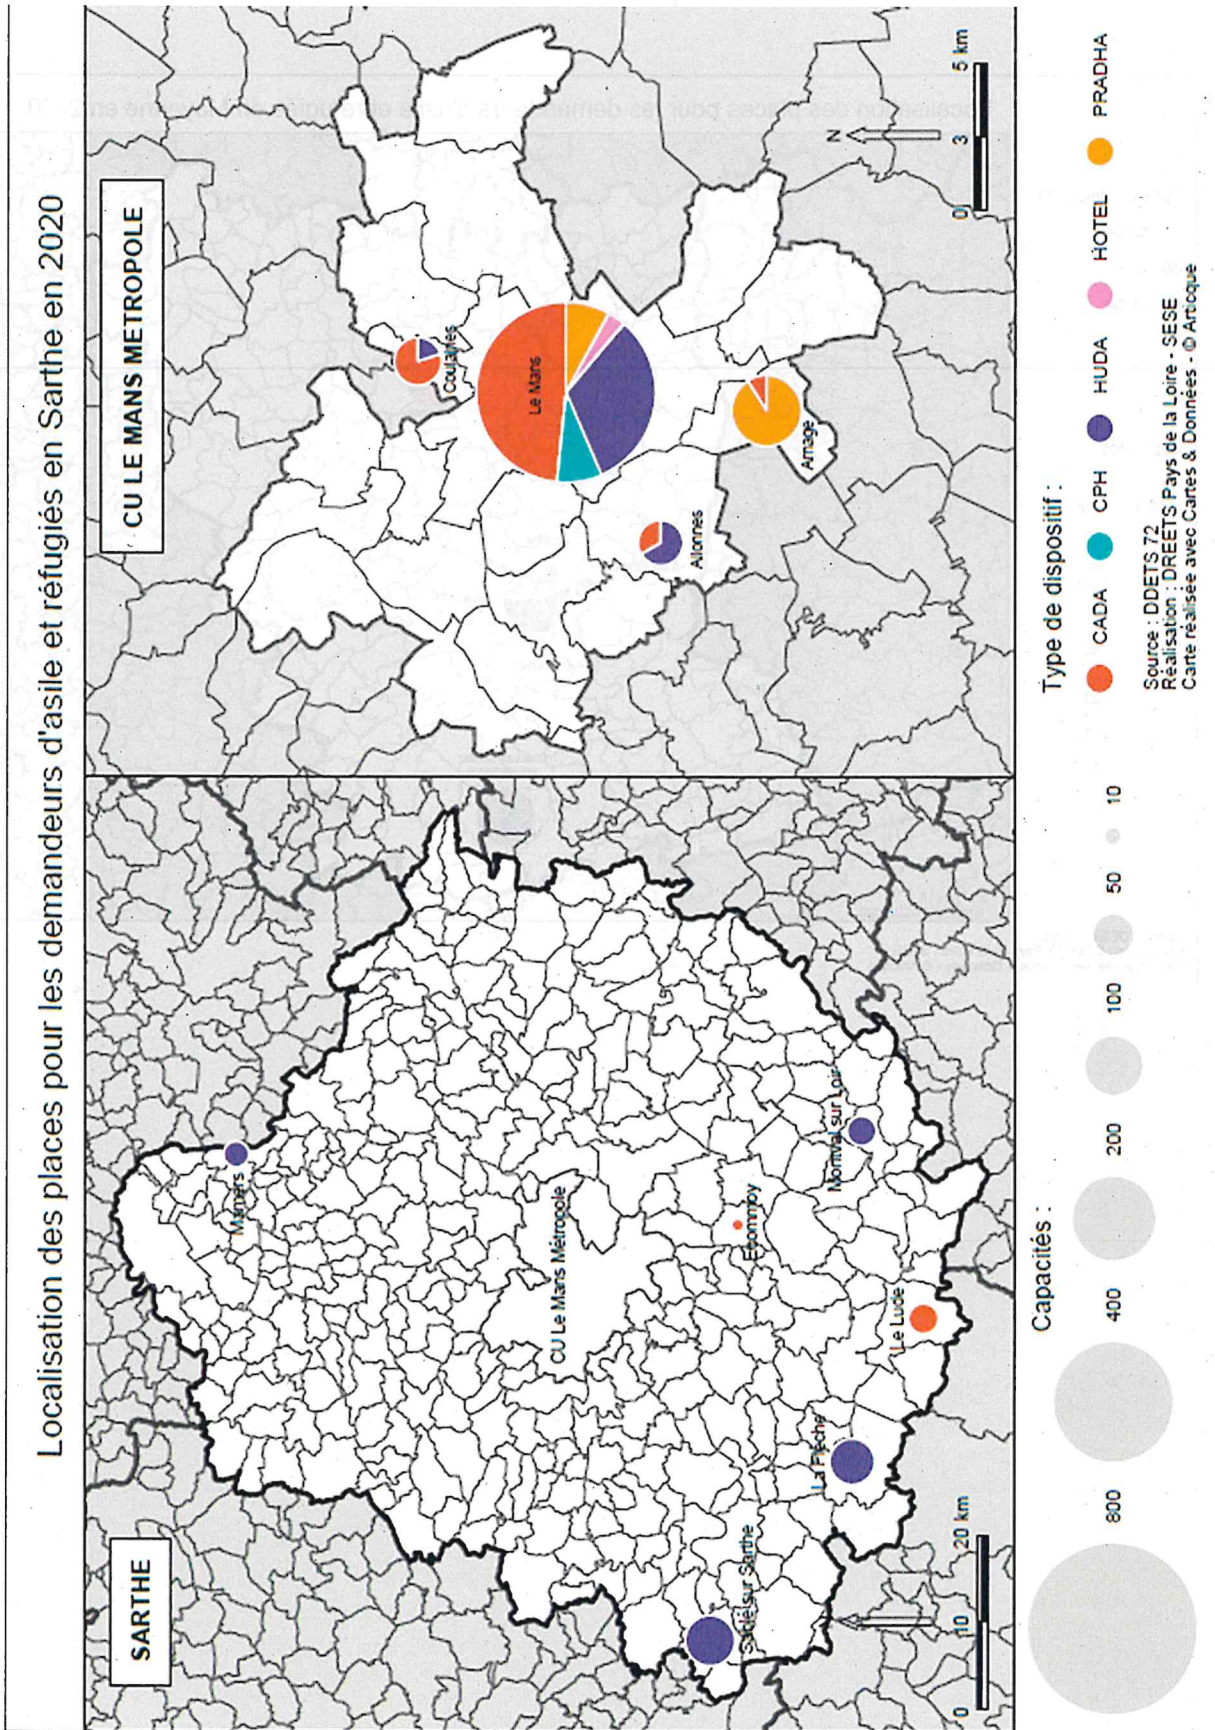 Localisation des places pour les demandeurs d'asile et réfugiés en Sarthe en 2020
SARTHE
Mamers
CU Le Mans Métropole
Ecommoy
Montval sur Loir
Le Lude
La Flèche
Sablé sur Sarthe
0 10 20 km
CU LE MANS METROPOLE
Coulaines
Le Mans
Allonnes
Arnage
N
0 3 5 km
Capacités :
800 400 200 100 50 10
Type de dispositif :
CADA CPH HUDA HOTEL PRADHA
Source : DDETS 72
Réalisation : DREETS Pays de la Loire - SESE
Carte réalisée avec Cartes & Données - © Articque